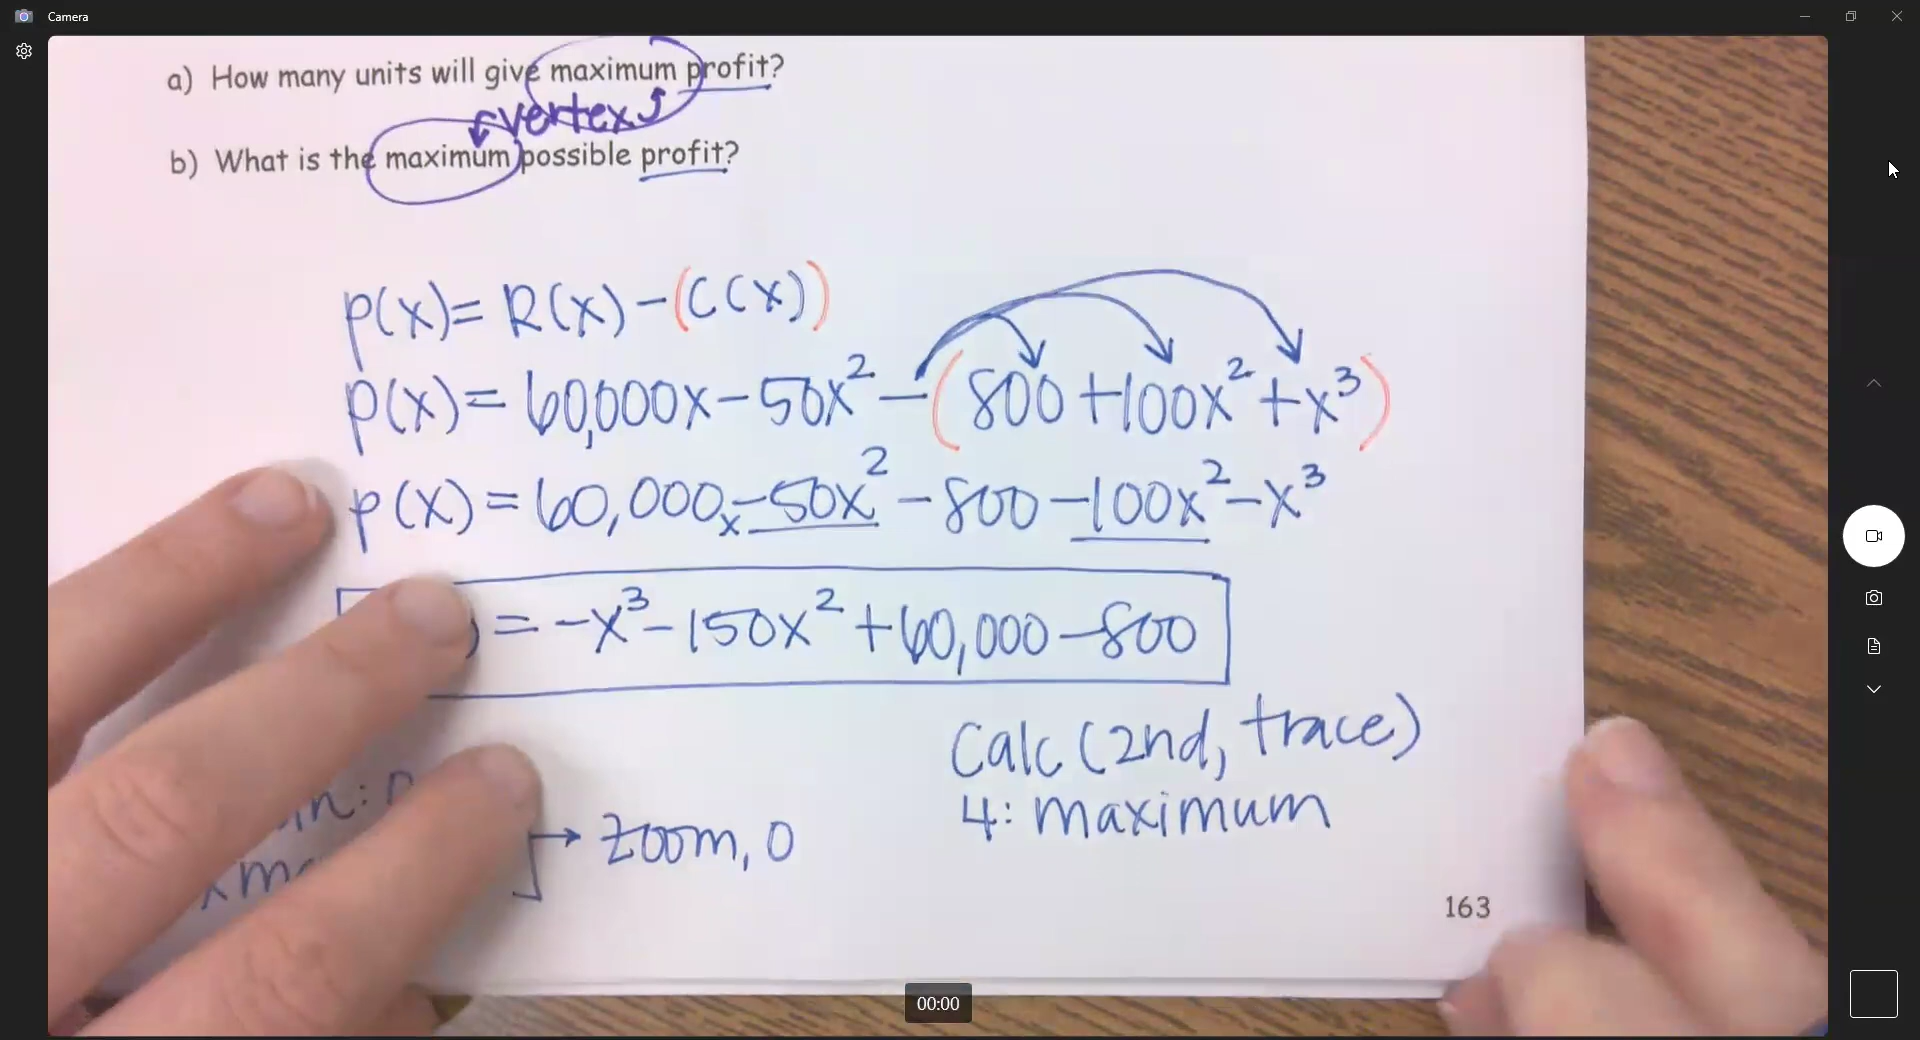 Camera
a) How many units will give maximum profit?
vertex
b) What is the maximum possible profit?
p(x) = R(x) - (C(x))
p(x) = 60,000x - 50x² - (800 + 100x² + x³)
p(x) = 60,000x - 50x² - 800 - 100x² - x³
) = -x³ - 150x² + 60,000 - 800
Calc (2nd, trace)
4: maximum
→ zoom, 0
163
00:00